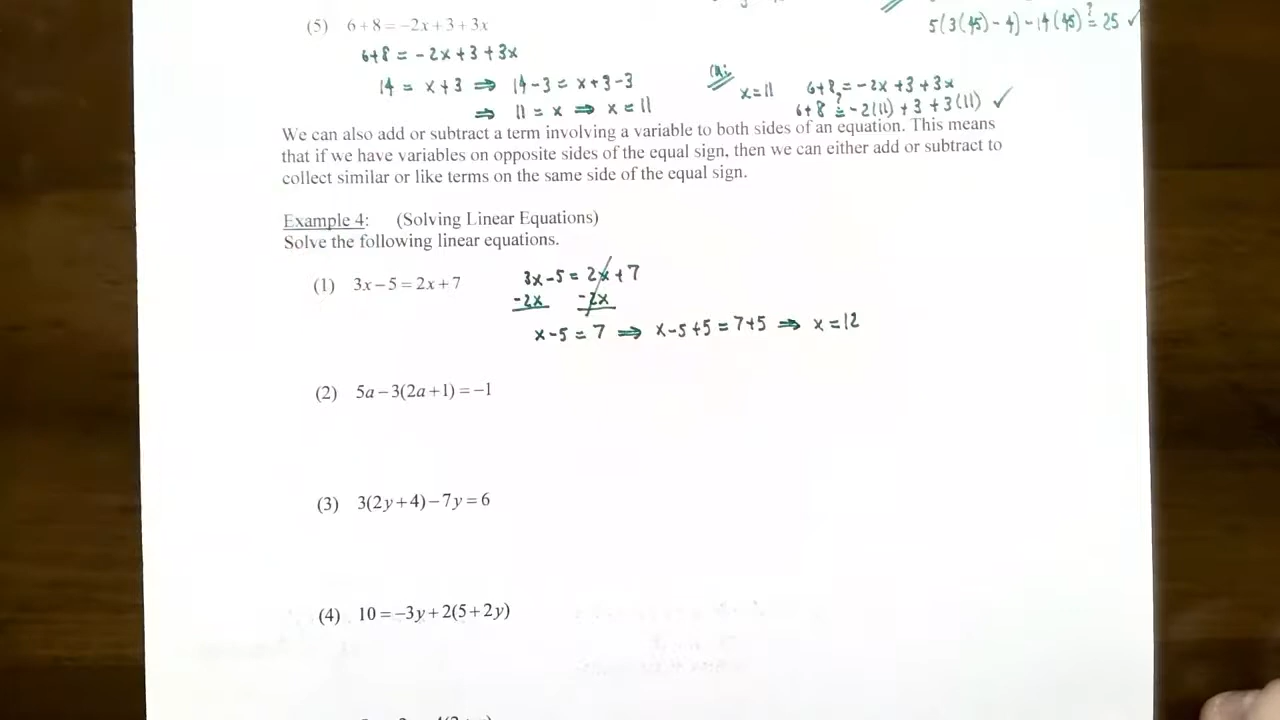 5(3(45)-4)-14(45) ≟ 25 ✓
(5) 6+8=-2x+3+3x
6+8 = -2x+3+3x
14 = x+3 ⇒ 14-3 = x+3-3
⇒ 11 = x ⇒ x = 11
x=11 6+8 = -2x+3+3x
6+8 ≟ -2(11)+3+3(11) ✓
We can also add or subtract a term involving a variable to both sides of an equation. This means
that if we have variables on opposite sides of the equal sign, then we can either add or subtract to
collect similar or like terms on the same side of the equal sign.
Example 4: (Solving Linear Equations)
Solve the following linear equations.
(1) 3x-5=2x+7
3x-5 = 2x+7
-2x -2x
x-5 = 7 ⇒ x-5+5 = 7+5 ⇒ x = 12
(2) 5a-3(2a+1)=-1
(3) 3(2y+4)-7y=6
(4) 10=-3y+2(5+2y)